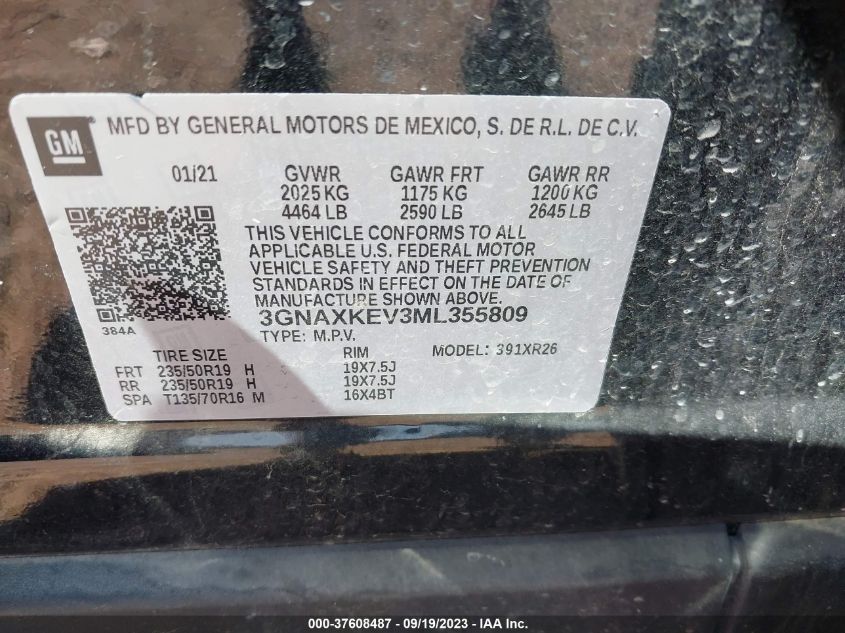 GM
MFD BY GENERAL MOTORS DE MEXICO, S. DE R.L. DE C.V.
01/21 GVWR GAWR FRT GAWR RR
2025 KG 1175 KG 1200 KG
4464 LB 2590 LB 2645 LB
THIS VEHICLE CONFORMS TO ALL
APPLICABLE U.S. FEDERAL MOTOR
VEHICLE SAFETY AND THEFT PREVENTION
STANDARDS IN EFFECT ON THE DATE OF
MANUFACTURE SHOWN ABOVE.
384A
3GNAXKEV3ML355809
TYPE: M.P.V. MODEL: 391XR26
TIRE SIZE RIM
FRT 235/50R19 H 19X7.5J
RR 235/50R19 H 19X7.5J
SPA T135/70R16 M 16X4BT
000-37608487 - 09/19/2023 - IAA Inc.